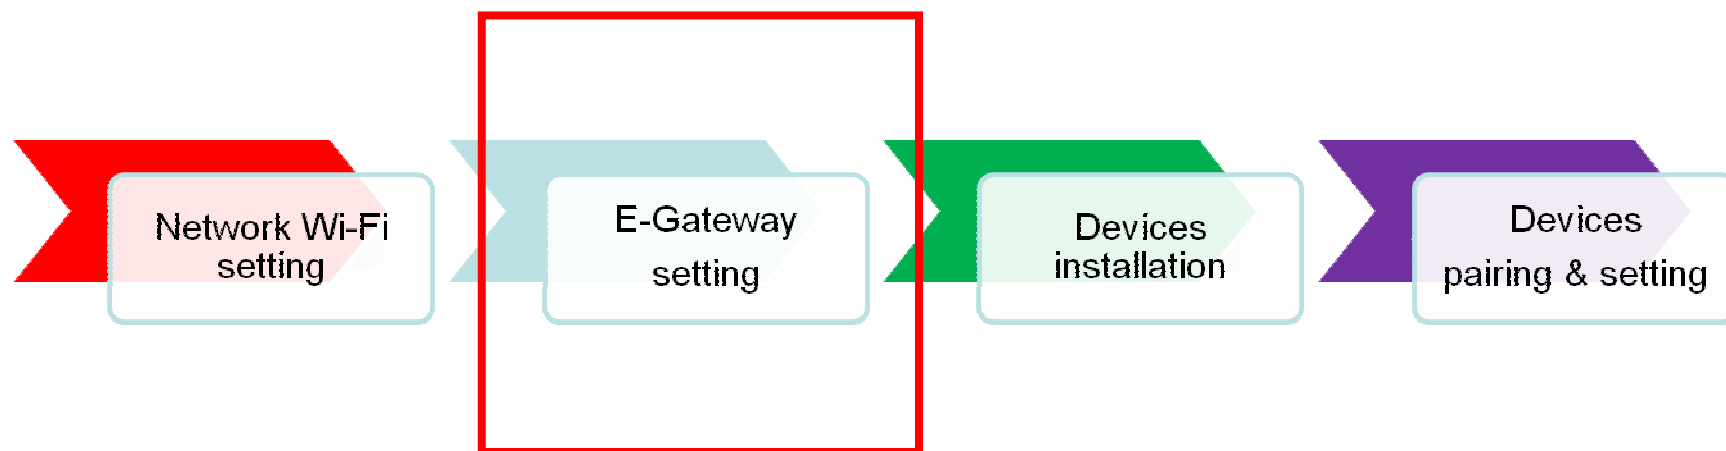 Network Wi-Fi
setting
E-Gateway
setting
Devices
installation
Devices
pairing & setting